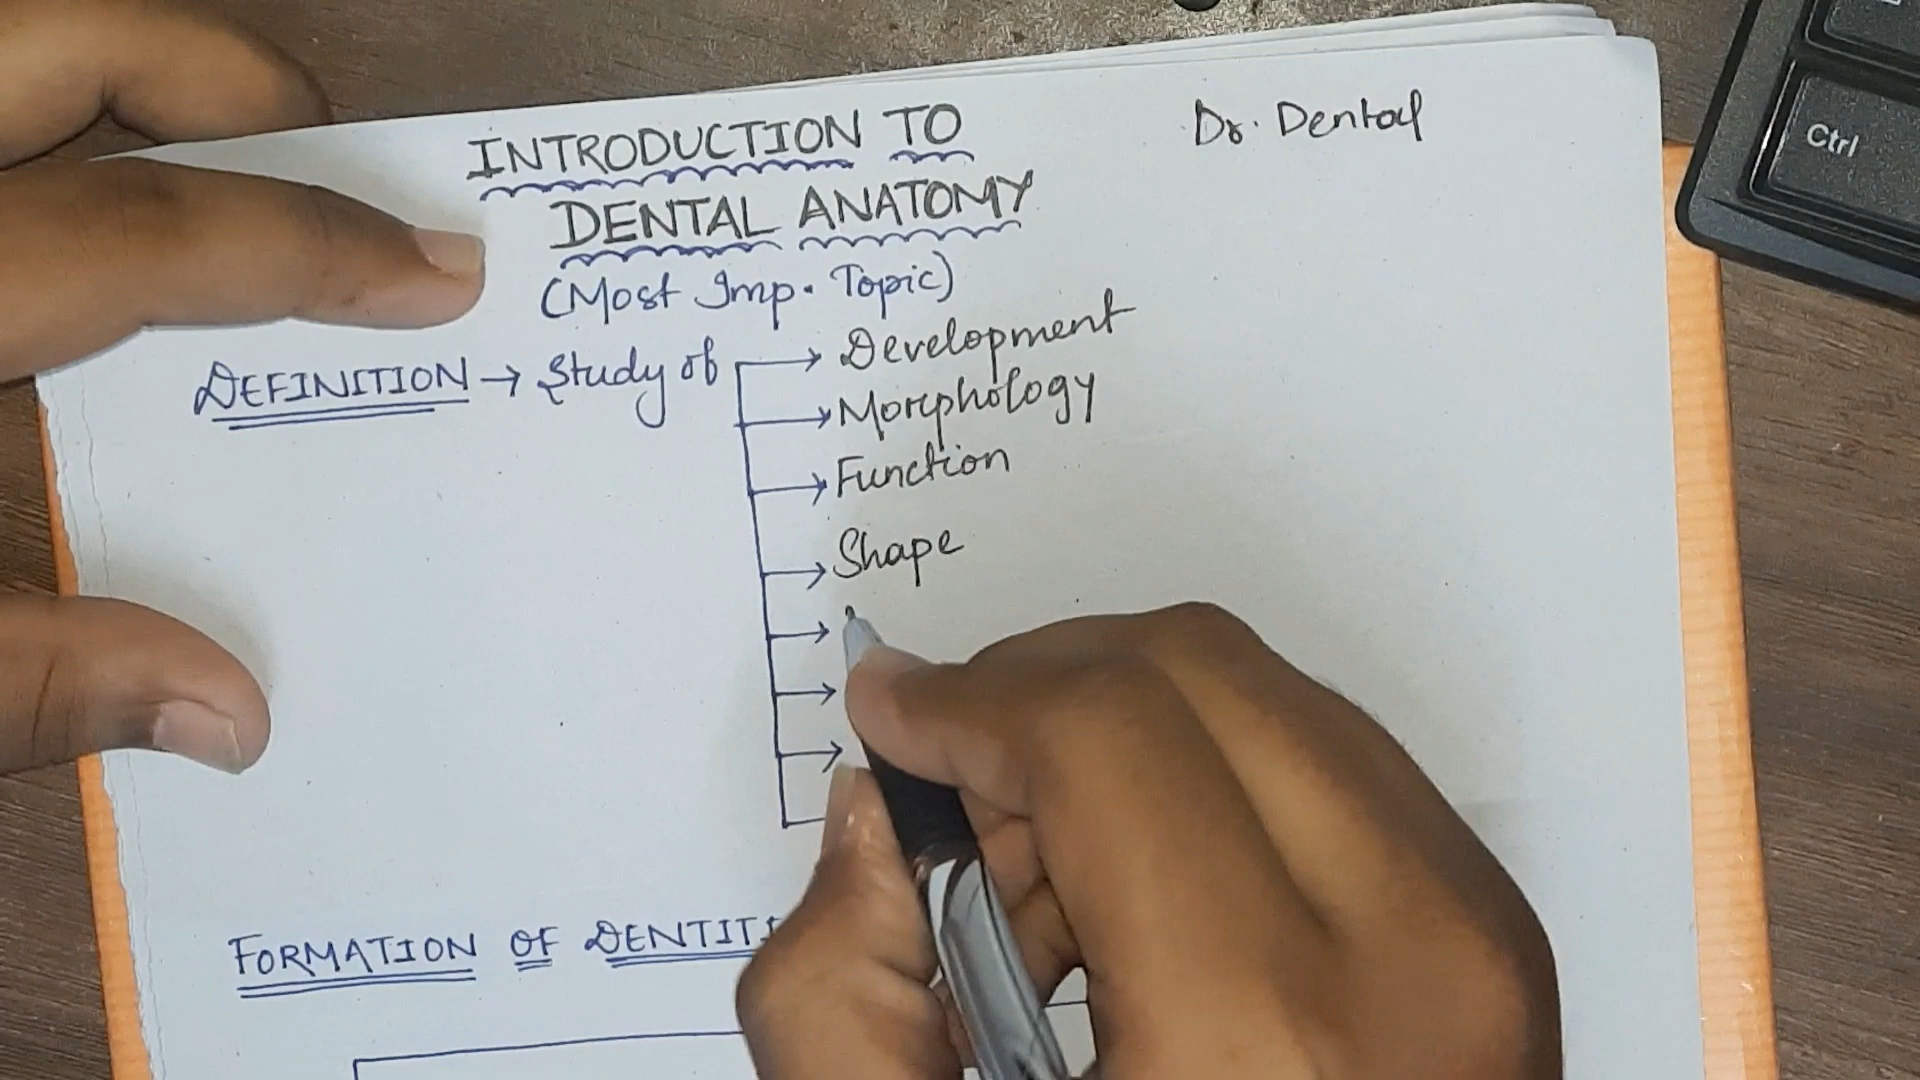 INTRODUCTION TO
Dr. Dental
DENTAL ANATOMY
(Most Imp. Topic)
DEFINITION → Study of → Development
→ Morphology
→ Function
→ Shape
FORMATION OF DENTITI
Ctrl